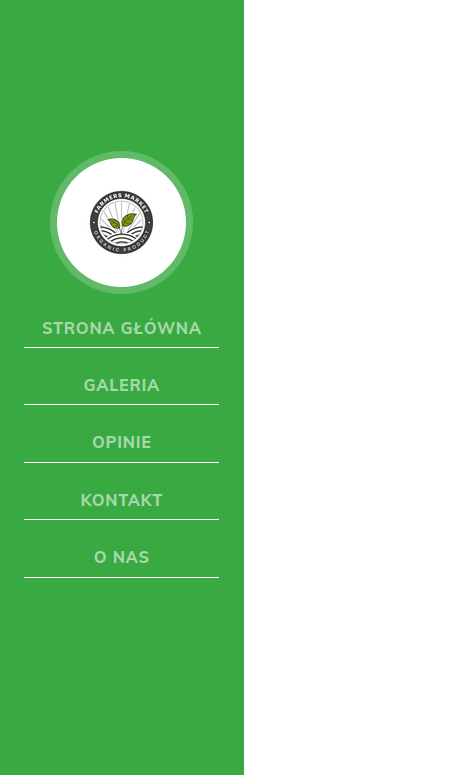 FARMERS MARKET
ORGANIC PRODUCT
STRONA GŁÓWNA
GALERIA
OPINIE
KONTAKT
O NAS